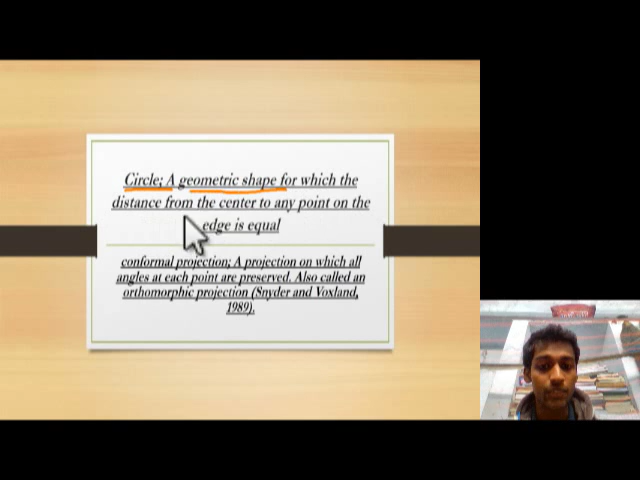 Circle; A geometric shape for which the
distance from the center to any point on the
edge is equal
conformal projection; A projection on which all
angles at each point are preserved. Also called an
orthomorphic projection (Snyder and Voxland,
1989).